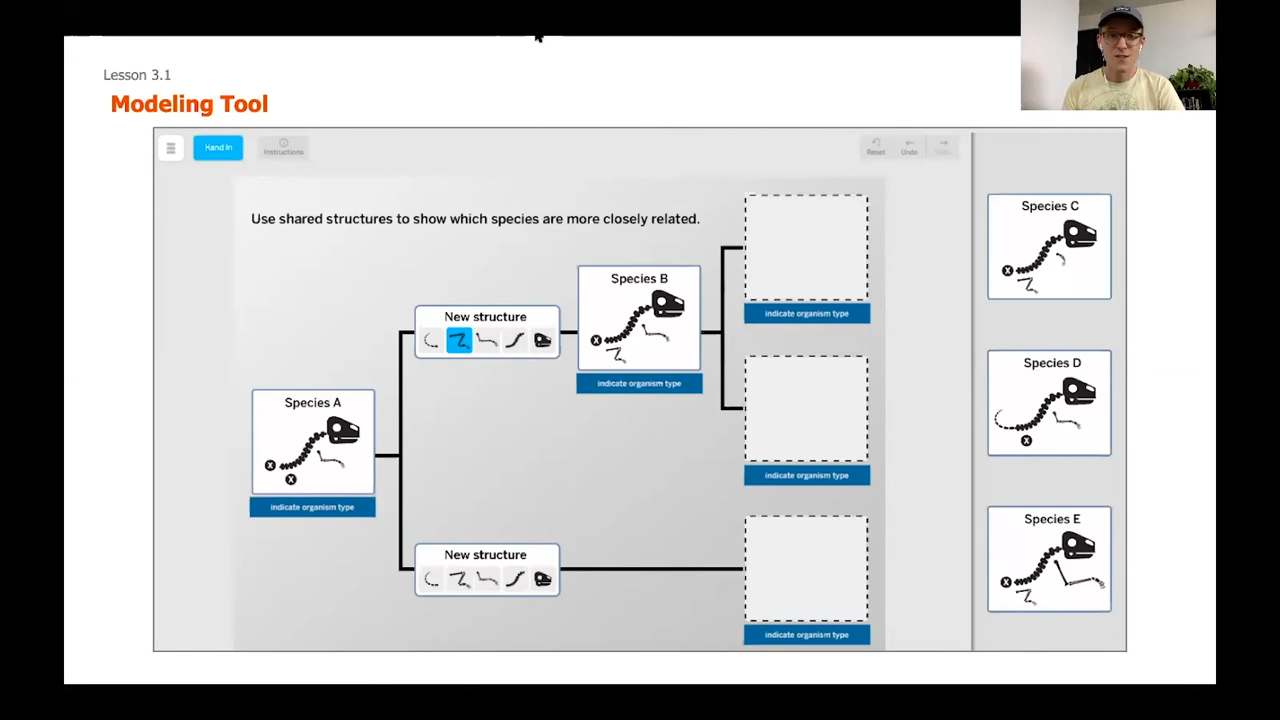 Lesson 3.1
Modeling Tool
Hand In
Instructions
Reset
Undo
Use shared structures to show which species are more closely related.
Species A
X
X
indicate organism type
New structure
Species B
X
indicate organism type
New structure
indicate organism type
indicate organism type
indicate organism type
Species C
X
Species D
X
Species E
X